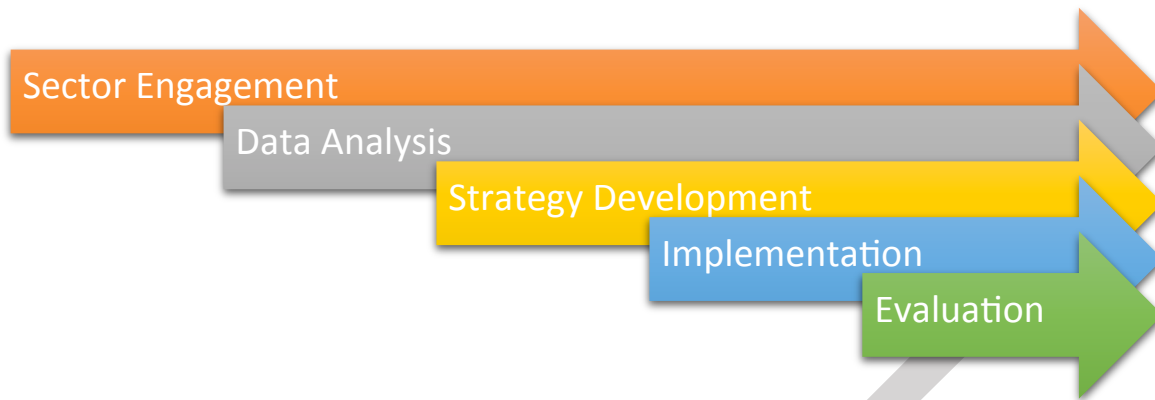 Sector Engagement
Data Analysis
Strategy Development
Implementation
Evaluation